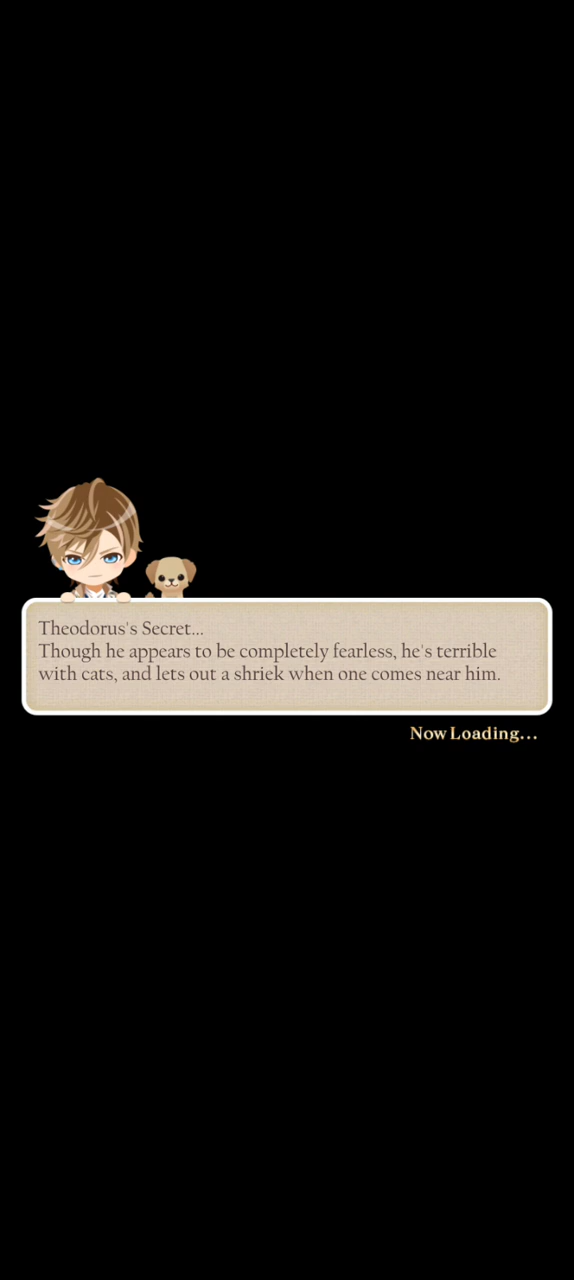 Theodorus's Secret...
Though he appears to be completely fearless, he's terrible
with cats, and lets out a shriek when one comes near him.
Now Loading...